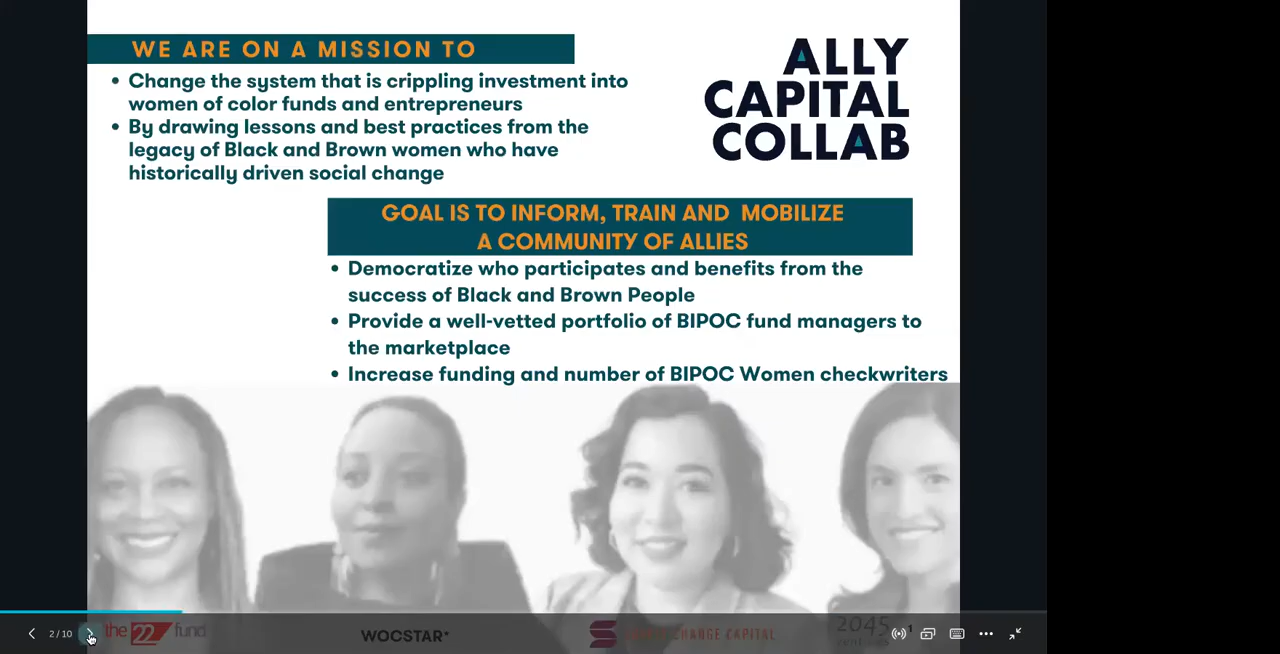 WE ARE ON A MISSION TO
• Change the system that is crippling investment into
women of color funds and entrepreneurs
• By drawing lessons and best practices from the
legacy of Black and Brown women who have
historically driven social change
ALLY
CAPITAL
COLLAB
GOAL IS TO INFORM, TRAIN AND MOBILIZE
A COMMUNITY OF ALLIES
• Democratize who participates and benefits from the
success of Black and Brown People
• Provide a well-vetted portfolio of BIPOC fund managers to
the marketplace
• Increase funding and number of BIPOC Women checkwriters
2 / 10
the 22 fund
WOCSTAR
CHANGE CAPITAL
2045
1